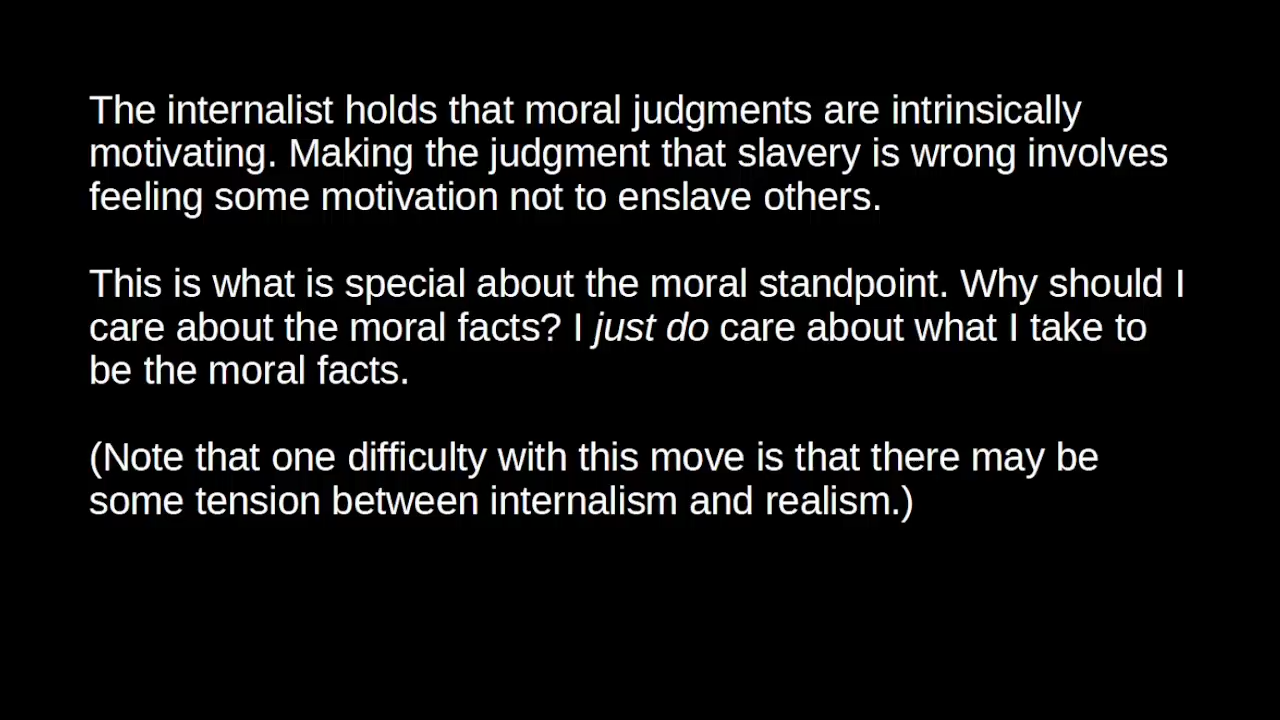 The internalist holds that moral judgments are intrinsically
motivating. Making the judgment that slavery is wrong involves
feeling some motivation not to enslave others.
This is what is special about the moral standpoint. Why should I
care about the moral facts? I just do care about what I take to
be the moral facts.
(Note that one difficulty with this move is that there may be
some tension between internalism and realism.)